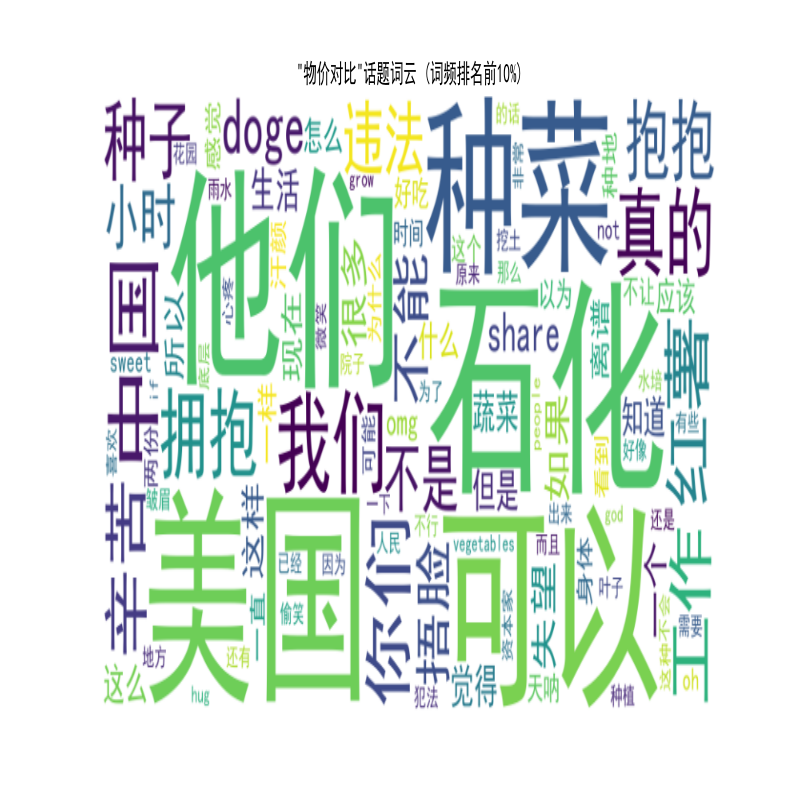 "物价对比"话题词云 (词频排名前10%)
种子
花园
感觉
doge
怎么
违法
种菜
的话
非常
种地
抱抱
小时
雨水
生活
grow
好吃
时间
这个
挖土
not
真的
中国
所以
他们
心疼
汗颜
现在
微笑
很多
为什么
不能
原来
那么
以为
不让
应该
sweet
底层
院子
什么
share
石化
离谱
红薯
if
一样
为了
蔬菜
people
水培
喜欢
两份
拥抱
我们
可能
omg
不是
但是
如果
看到
知道
有些
好像
辛苦
皱眉
这样
美国
一下
你们
不行
可以
god
还是
已经
因为
人民
捂脸
vegetables
而且
身体
叶子
一个
工作
偷笑
一直
资本家
失望
需要
这种
不会
这么
地方
还有
hug
犯法
觉得
天呐
种植
oh